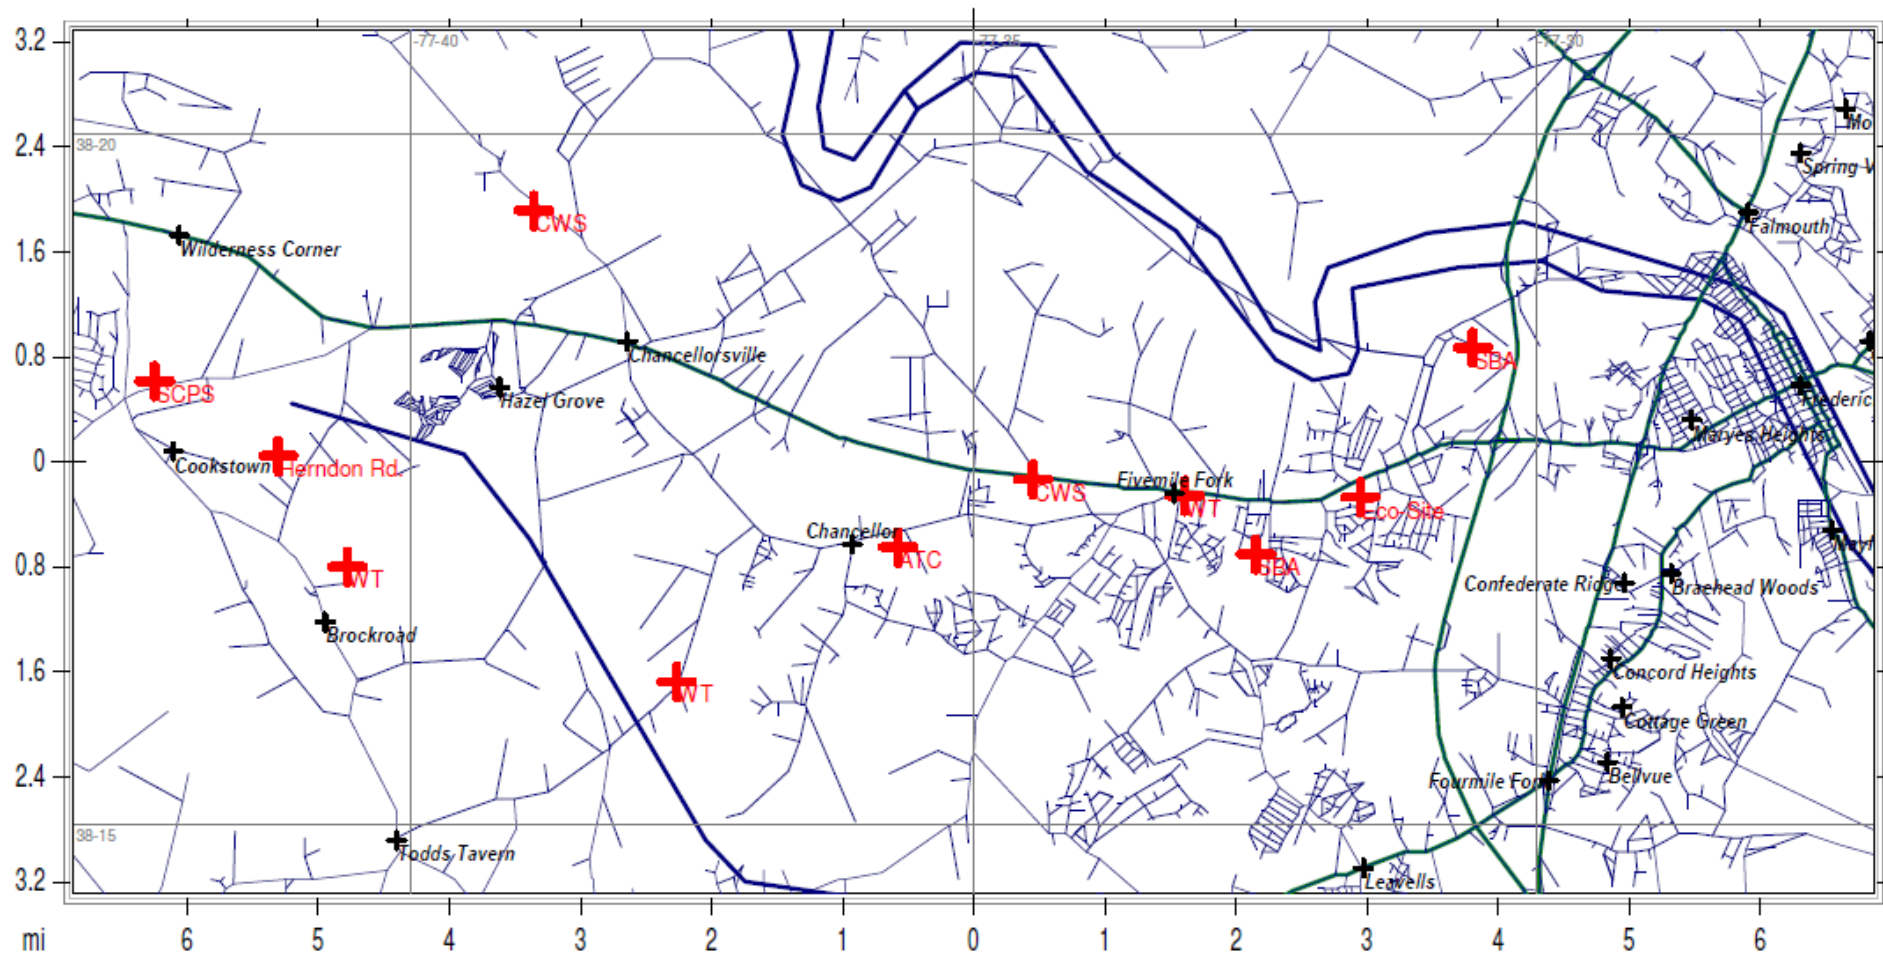 3.2
-77-40
-77-35
-77-30
Mo
2.4
38-20
Spring V
CWS
Falmouth
1.6
Wilderness Corner
0.8
Chancellorsville
SBA
SCPS
Hazel Grove
Frederic
Maryes Heights
0
Cookstown
Herndon Rd.
Fivemile Fork
CWS
WT
Eco-Site
Chancellor
ATC
SBA
0.8
WT
Confederate Ridge
Braehead Woods
Brockroad
1.6
WT
Concord Heights
Cottage Green
2.4
Fourmile Fork
Bellvue
38-15
Todds Tavern
3.2
Leavells
mi 6 5 4 3 2 1 0 1 2 3 4 5 6